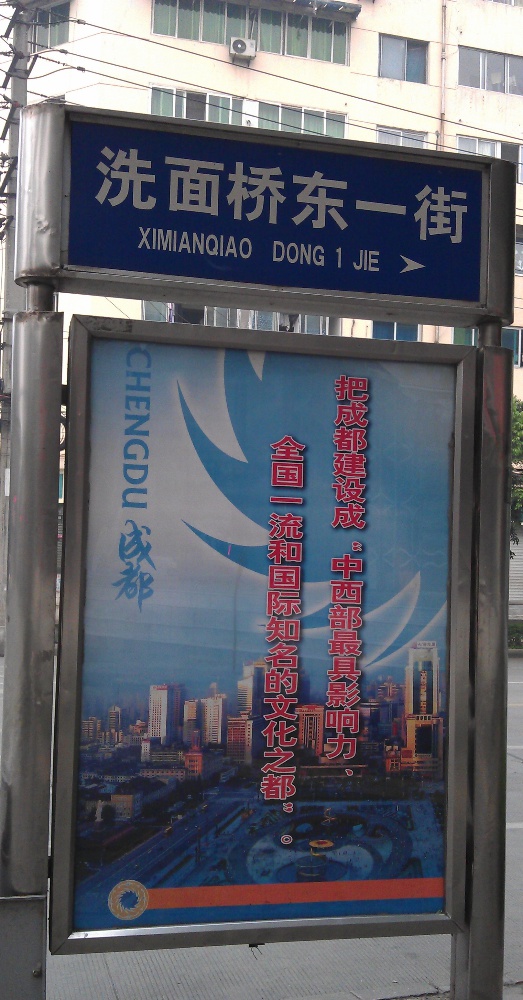 洗面桥东一街
XIMIANQIAO DONG 1 JIE
CHENGDU 成都
把成都建设成“中西部最具影响力、
全国一流和国际知名的文化之都”。